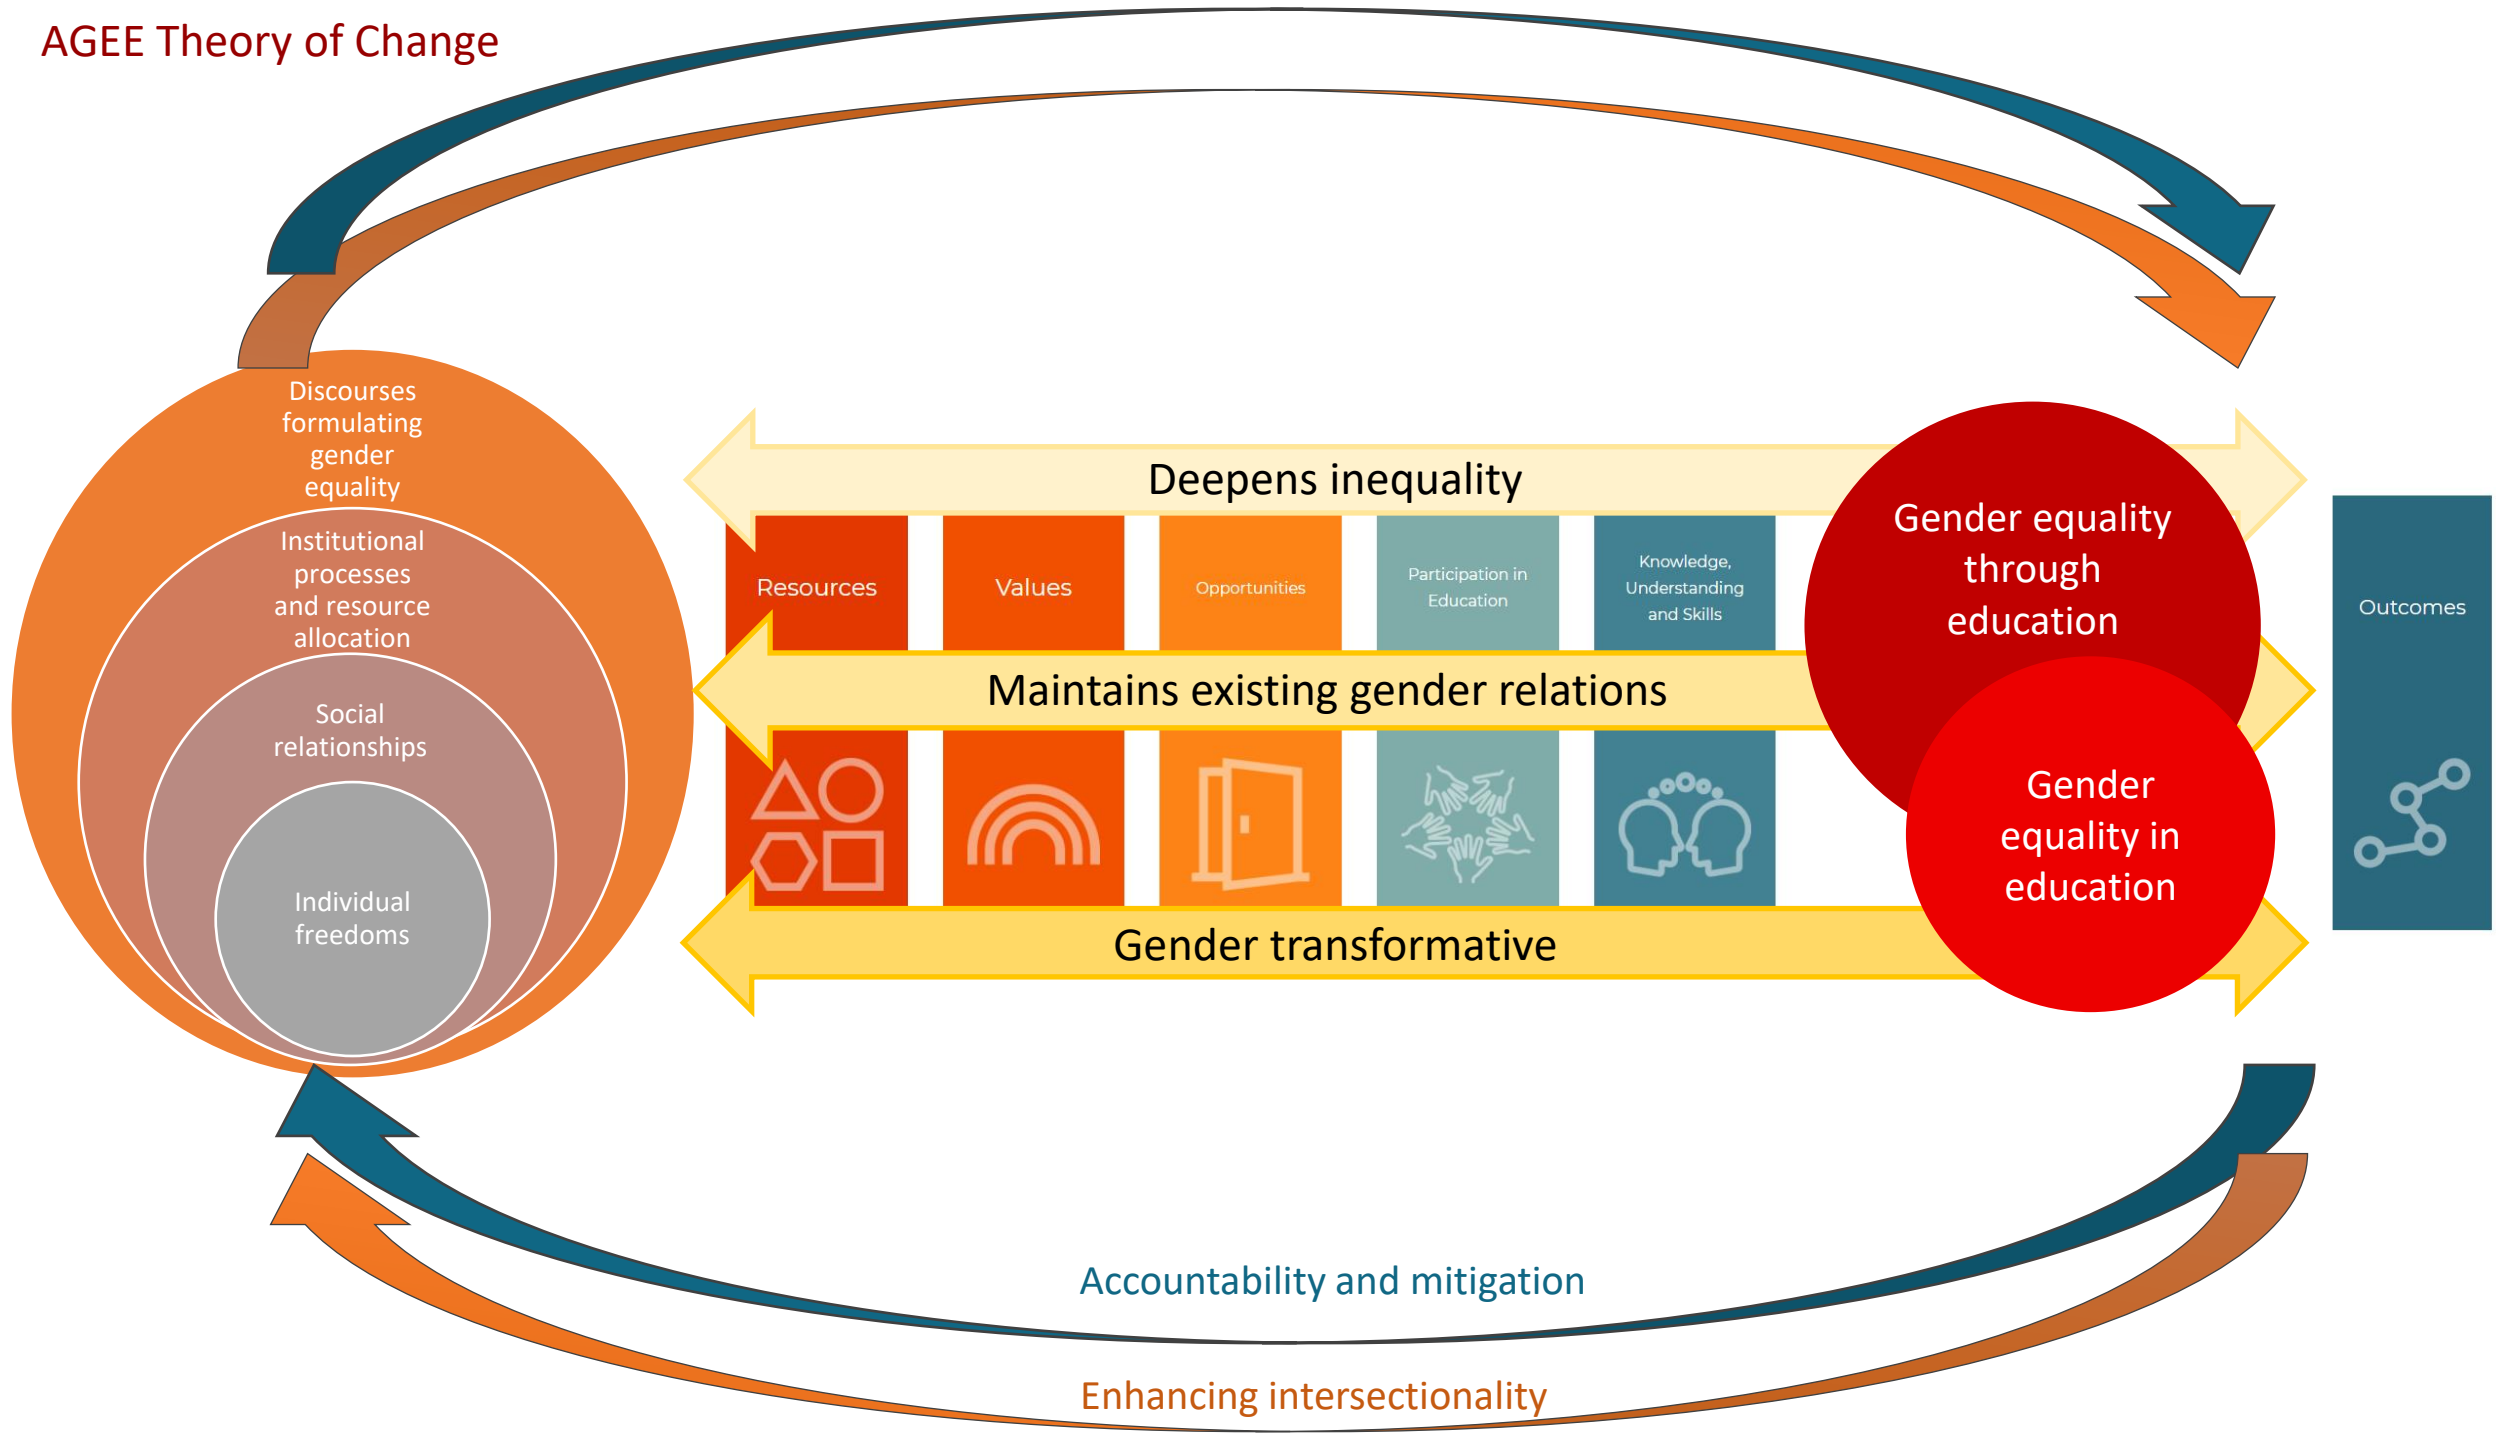 AGEE Theory of Change
Discourses
formulating
gender
equality
Institutional
processes
and resource
allocation
Social
relationships
Individual
freedoms
Deepens inequality
Resources
Values
Opportunities
Participation in
Education
Knowledge,
Understanding
and Skills
Maintains existing gender relations
Gender transformative
Gender equality
through
education
Gender
equality in
education
Outcomes
Accountability and mitigation
Enhancing intersectionality